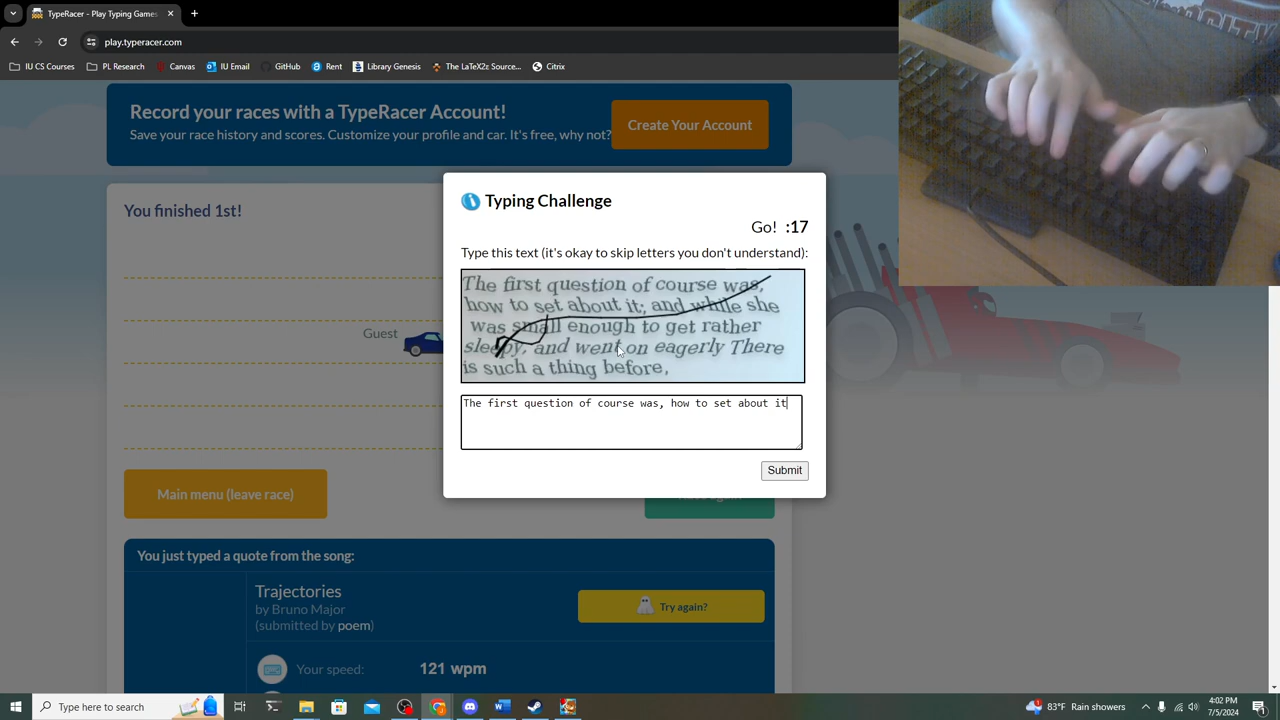 TypeRacer - Play Typing Games
play.typeracer.com
IU CS Courses
PL Research
Canvas
IU Email
GitHub
Rent
Library Genesis
The LaTeX2ε Source...
Citrix
Record your races with a TypeRacer Account!
Save your race history and scores. Customize your profile and car. It's free, why not?
Create Your Account
You finished 1st!
Guest
Typing Challenge
Go! :17
Type this text (it's okay to skip letters you don't understand):
The first question of course was,
how to set about it; and while she
was small enough to get rather
sleepy, and went on eagerly There
is such a thing before,
The first question of course was, how to set about it
Submit
Main menu (leave race)
You just typed a quote from the song:
Trajectories
by Bruno Major
(submitted by poem)
Try again?
Your speed:
121 wpm
Type here to search
83°F Rain showers
4:02 PM
7/5/2024